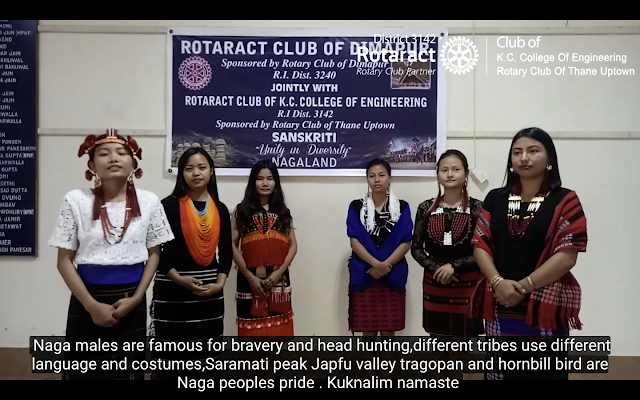 District 3142
Rotaract
Rotary Club Partner
Club of
K.C. College Of Engineering
Rotary Club Of Thane Uptown
ROTARACT CLUB OF DIMAPUR
Sponsored by Rotary Club of Dimapur
R.I. Dist. 3240
JOINTLY WITH
ROTARACT CLUB OF K.C. COLLEGE OF ENGINEERING
R.I Dist. 3142
Sponsored by Rotary Club of Thane Uptown
SANSKRITI
"Unity in Diversity"
NAGALAND
Naga males are famous for bravery and head hunting,different tribes use different
language and costumes,Saramati peak Japfu valley tragopan and hornbill bird are
Naga peoples pride . Kuknalim namaste